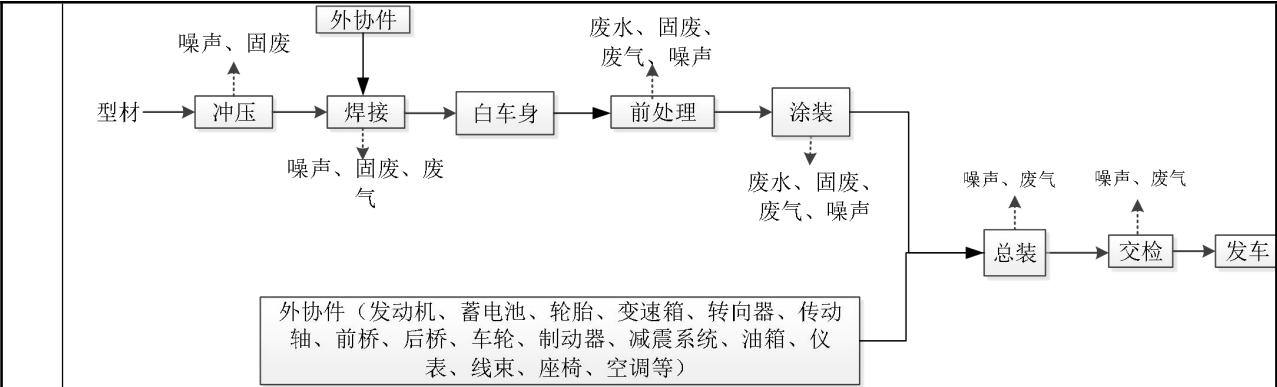 外协件
噪声、固废
废水、固废、
废气、噪声
型材
冲压
焊接
白车身
前处理
涂装
噪声、固废、废
气
废水、固废、
废气、噪声
噪声、废气
噪声、废气
总装
交检
发车
外协件（发动机、蓄电池、轮胎、变速箱、转向器、传动
轴、前桥、后桥、车轮、制动器、减震系统、油箱、仪
表、线束、座椅、空调等）